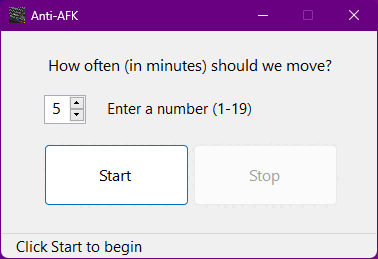 Anti-AFK
How often (in minutes) should we move?
5 Enter a number (1-19)
Start Stop
Click Start to begin